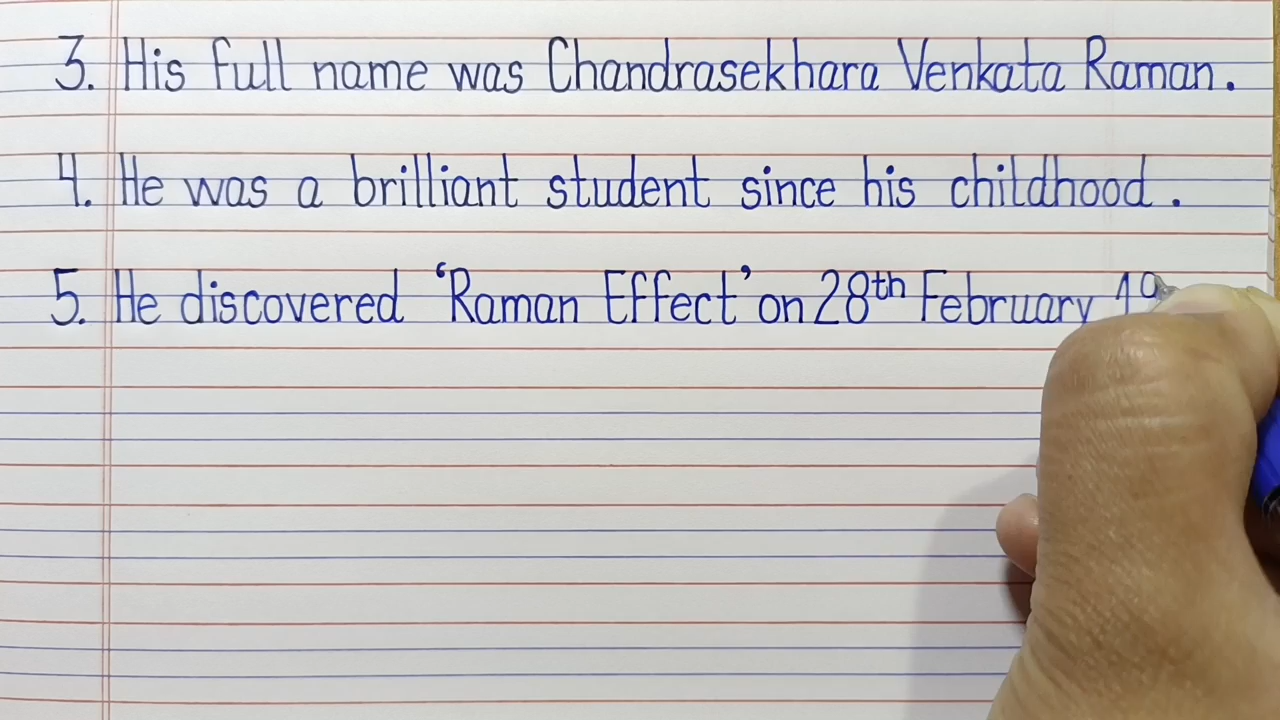 3. His full name was Chandrasekhara Venkata Raman.
4. He was a brilliant student since his childhood.
5. He discovered ‘Raman Effect’ on 28th February 19